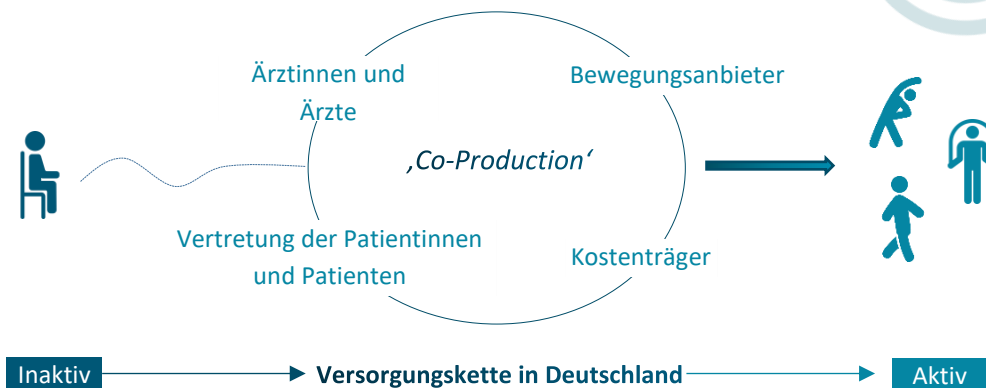 Ärztinnen und
Ärzte
Bewegungsanbieter
‚Co-Production‘
Vertretung der Patientinnen
und Patienten
Kostenträger
Inaktiv
Versorgungskette in Deutschland
Aktiv